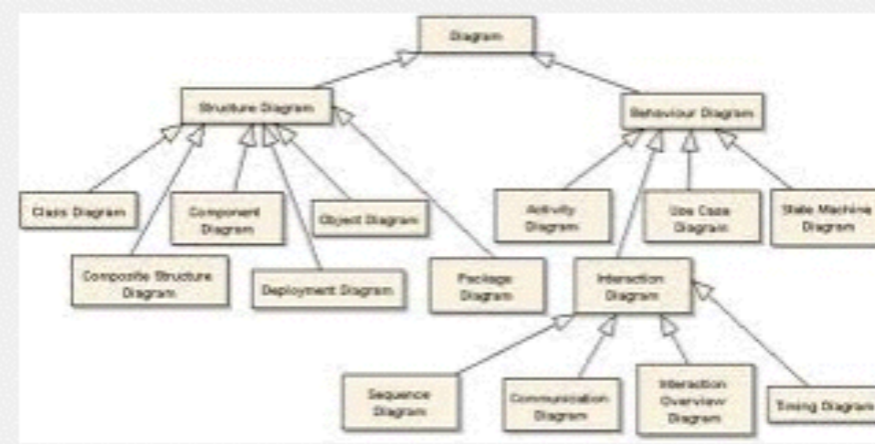 Diagram
Structure Diagram
Behaviour Diagram
Class Diagram
Component
Diagram
Object Diagram
Activity
Diagram
Use Case
Diagram
State Machine
Diagram
Composite Structure
Diagram
Deployment Diagram
Package
Diagram
Interaction
Diagram
Sequence
Diagram
Communication
Diagram
Interaction
Overview
Diagram
Timing Diagram